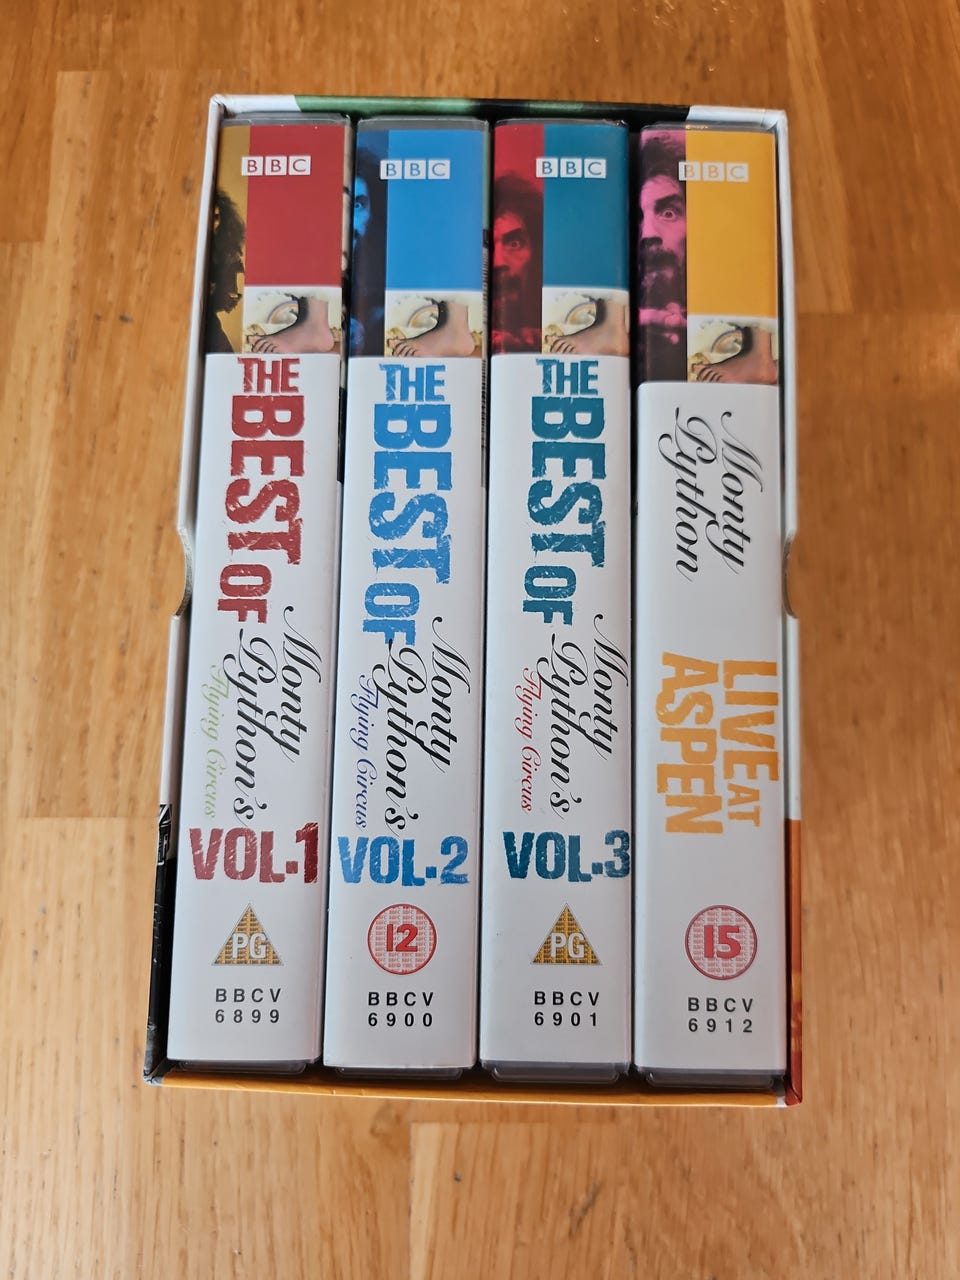 BBC
THE
BEST OF
Monty
Python's
Flying Circus
VOL.1
PG
BBCV
6899
BBC
THE
BEST OF
Monty
Python's
Flying Circus
VOL.2
12
BBCV
6900
BBC
THE
BEST OF
Monty
Python's
Flying Circus
VOL.3
PG
BBCV
6901
BBC
Monty
Python
LIVE AT
ASPEN
15
BBCV
6912